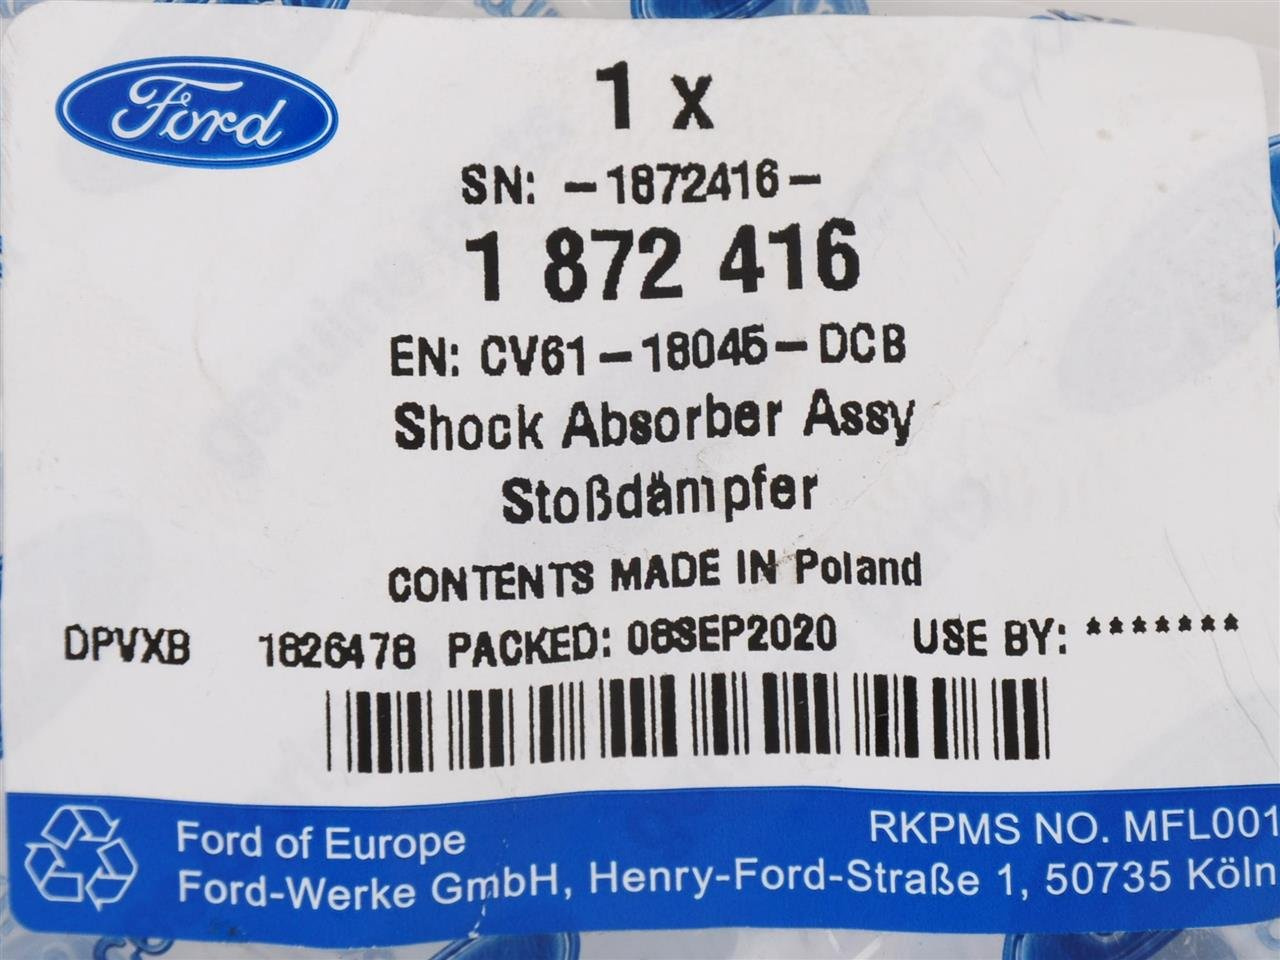 Ford
1 x
SN: -1872416-
1 872 416
EN: CV61-18045-DCB
Shock Absorber Assy
Stoßdämpfer
CONTENTS MADE IN Poland
DPVXB 1826478 PACKED: 08SEP2020 USE BY: *******
Ford of Europe
RKPMS NO. MFL001
Ford-Werke GmbH, Henry-Ford-Straße 1, 50735 Köln